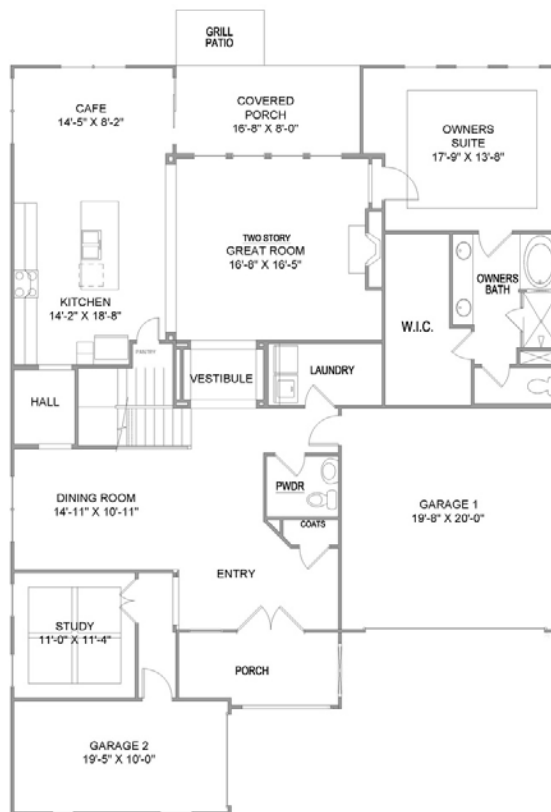 GRILL
PATIO
CAFE
14'-5" X 8'-2"
COVERED
PORCH
16'-8" X 8'-0"
OWNERS
SUITE
17'-9" X 13'-8"
TWO STORY
GREAT ROOM
16'-8" X 16'-5"
OWNERS
BATH
KITCHEN
14'-2" X 18'-8"
W.I.C.
PANTRY
HALL
VESTIBULE
LAUNDRY
PWDR
DINING ROOM
14'-11" X 10'-11"
GARAGE 1
19'-8" X 20'-0"
COATS
ENTRY
STUDY
11'-0" X 11'-4"
PORCH
GARAGE 2
19'-5" X 10'-0"